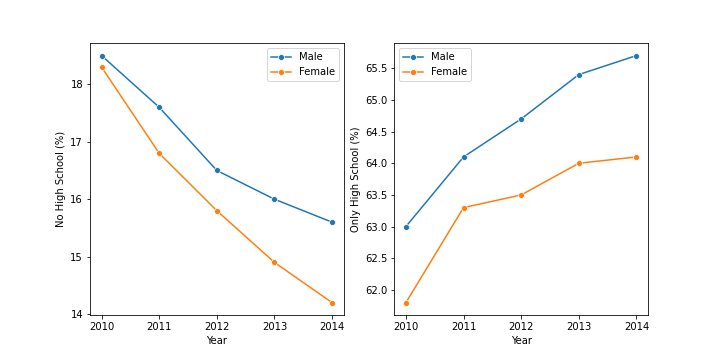 Male
Female
No High School (%)
18
17
16
15
14
2010 2011 2012 2013 2014
Year
Male
Female
Only High School (%)
65.5
65.0
64.5
64.0
63.5
63.0
62.5
62.0
2010 2011 2012 2013 2014
Year